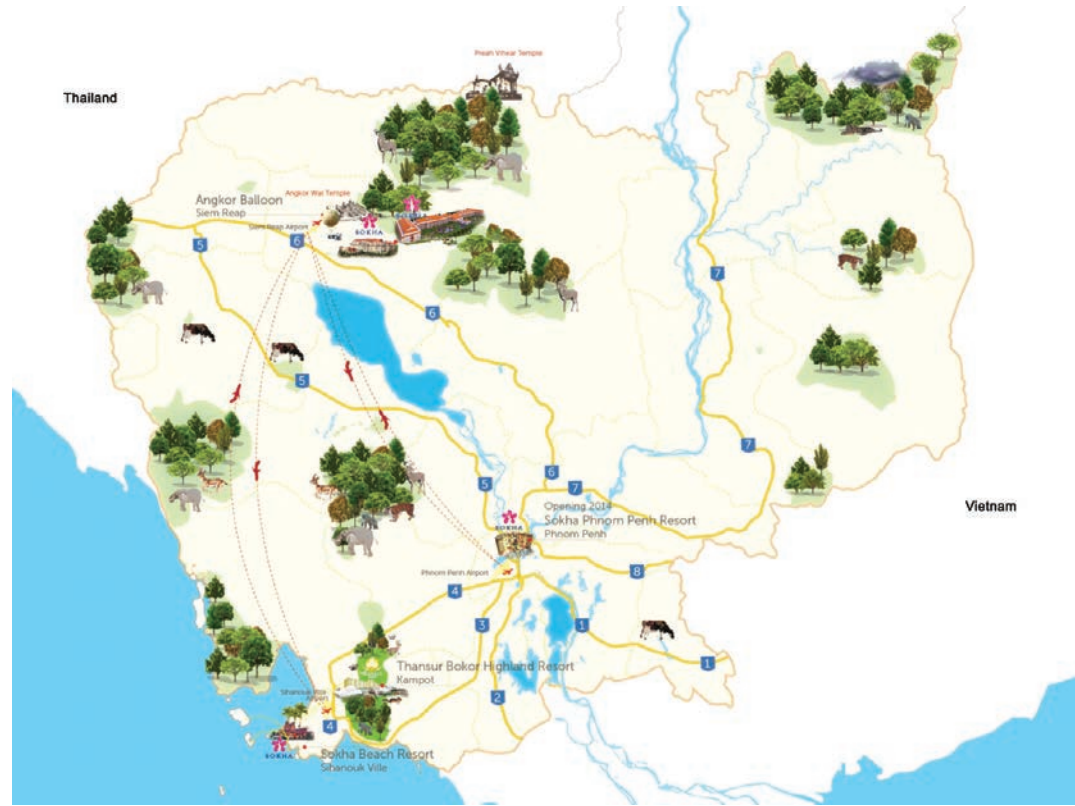 Preah Vihear Temple
Thailand
Angkor Wat Temple
Angkor Balloon
Siem Reap
SOKHA
Siem Reap Airport
SOKHA
5
6
7
6
5
7
5
6
7
Opening 2014
SOKHA
Sokha Phnom Penh Resort
Phnom Penh
Vietnam
Phnom Penh Airport
8
4
3
1
1
Thansur Bokor Highland Resort
Kampot
2
Airport
4
Sokha Beach Resort
SOKHA
Sihanouk Ville